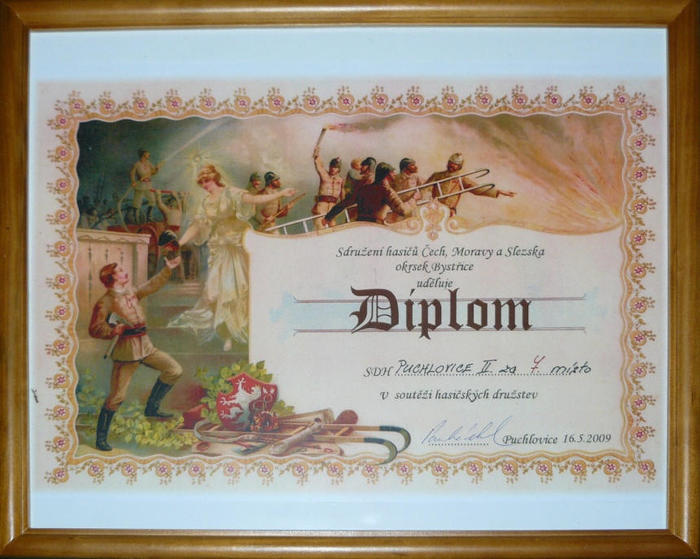 Sdružení hasičů Čech, Moravy a Slezska
okrsek Bystřice
uděluje
Diplom
SDH PUCHLOVICE II. za 7. místo
v soutěži hasičských družstev
Puchlovice 16.5.2009